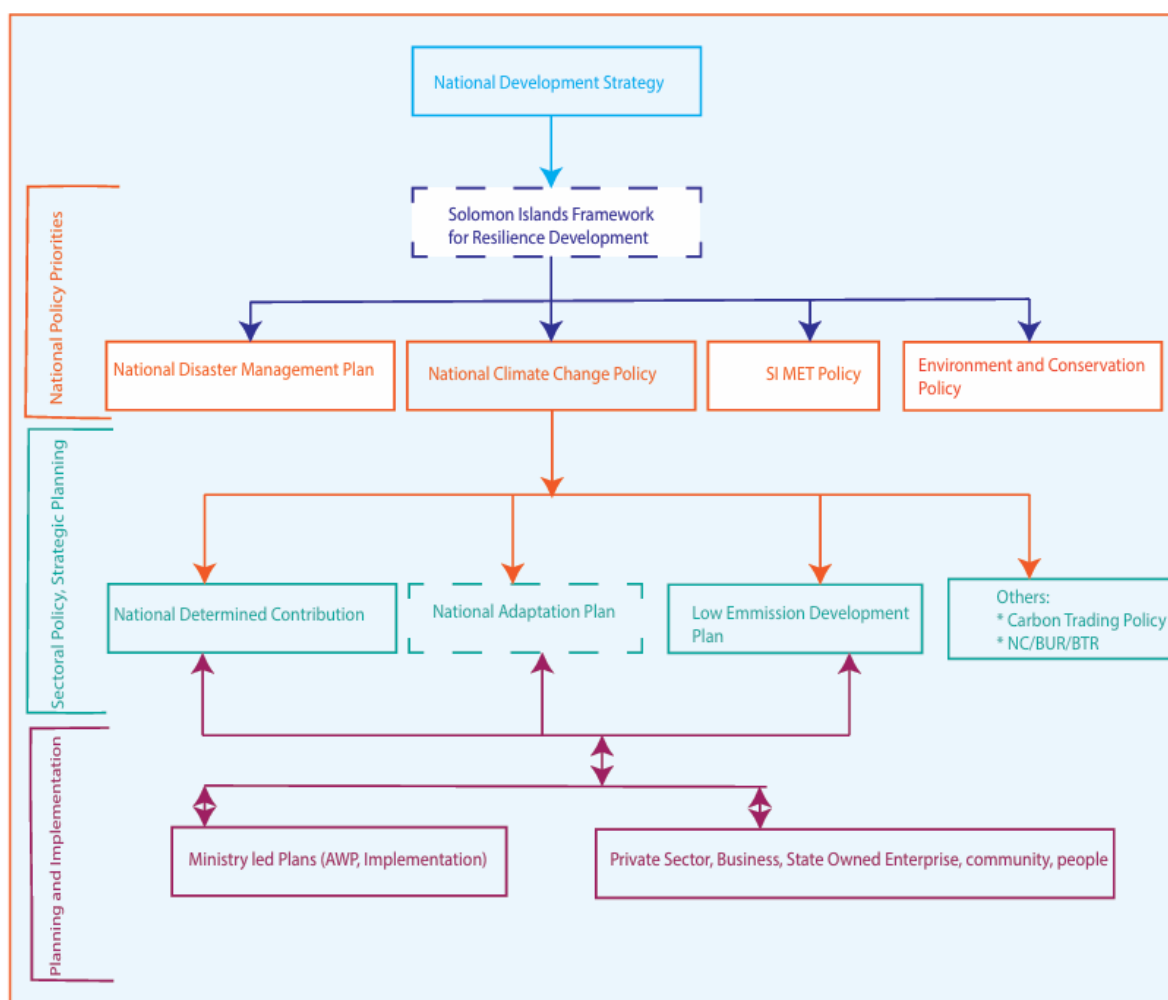 National Development Strategy
National Policy Priorities
Solomon Islands Framework
for Resilience Development
National Disaster Management Plan
National Climate Change Policy
SI MET Policy
Environment and Conservation
Policy
Sectoral Policy, Strategic Planning
National Determined Contribution
National Adaptation Plan
Low Emmission Development
Plan
Others:
* Carbon Trading Policy
* NC/BUR/BTR
Planning and Implementation
Ministry led Plans (AWP, Implementation)
Private Sector, Business, State Owned Enterprise, community, people